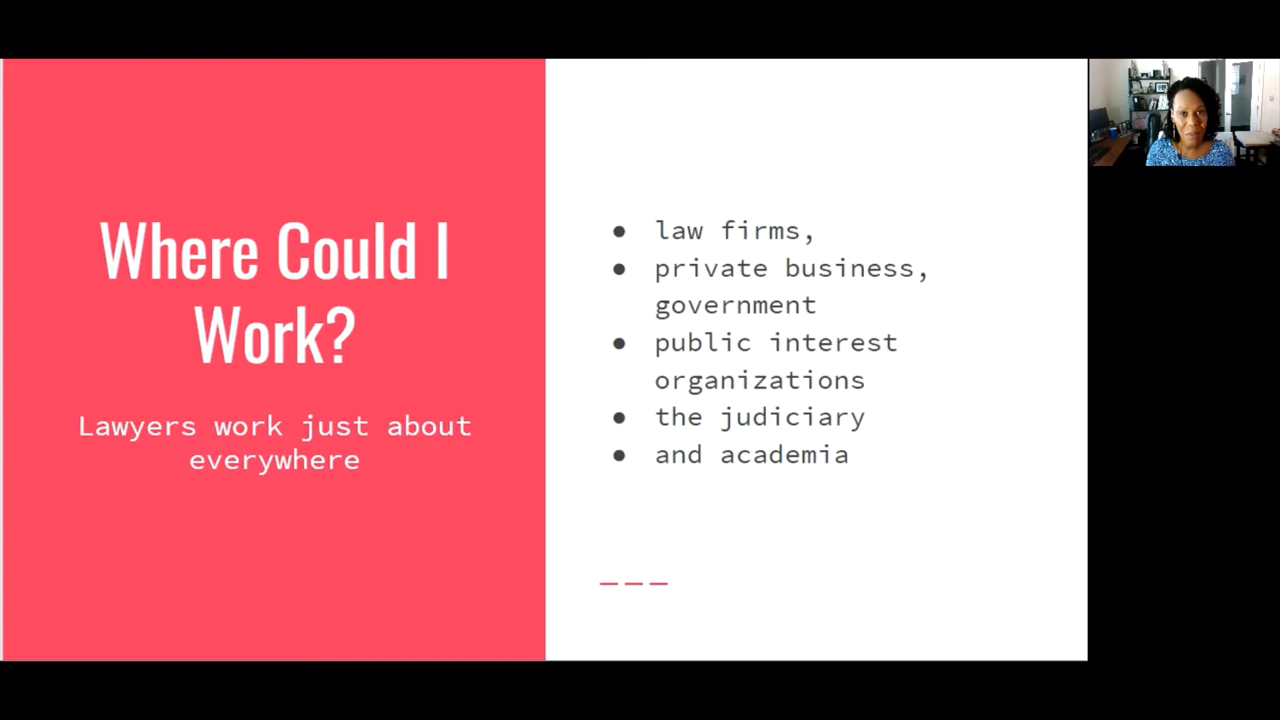 Where Could I
Work?
Lawyers work just about
everywhere
● law firms,
● private business,
government
● public interest
organizations
● the judiciary
● and academia